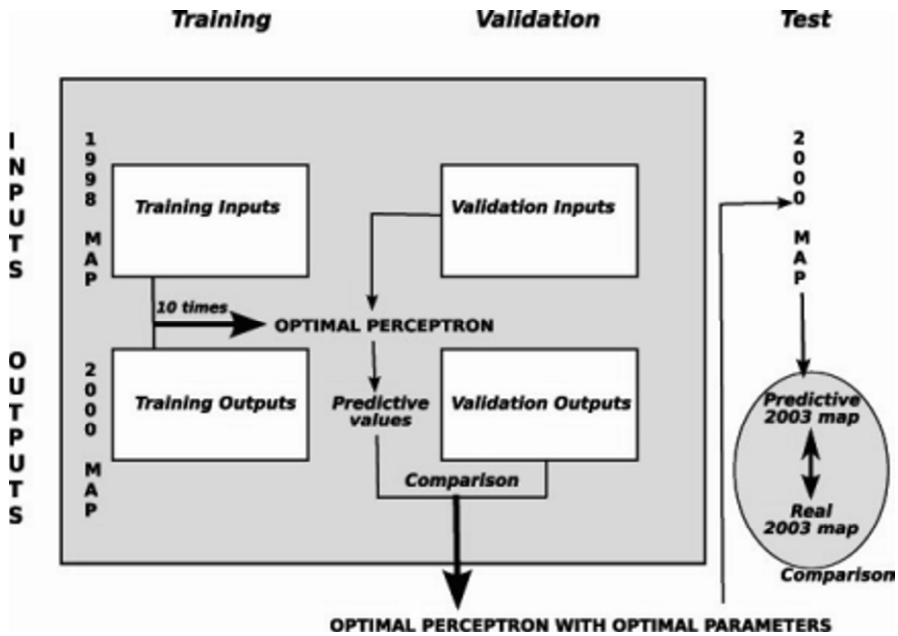 Training
Validation
Test
INPUTS
OUTPUTS
1998 MAP
2000 MAP
Training Inputs
Validation Inputs
10 times
OPTIMAL PERCEPTRON
Training Outputs
Predictive
values
Validation Outputs
Comparison
2000 MAP
Predictive
2003 map
Real
2003 map
Comparison
OPTIMAL PERCEPTRON WITH OPTIMAL PARAMETERS